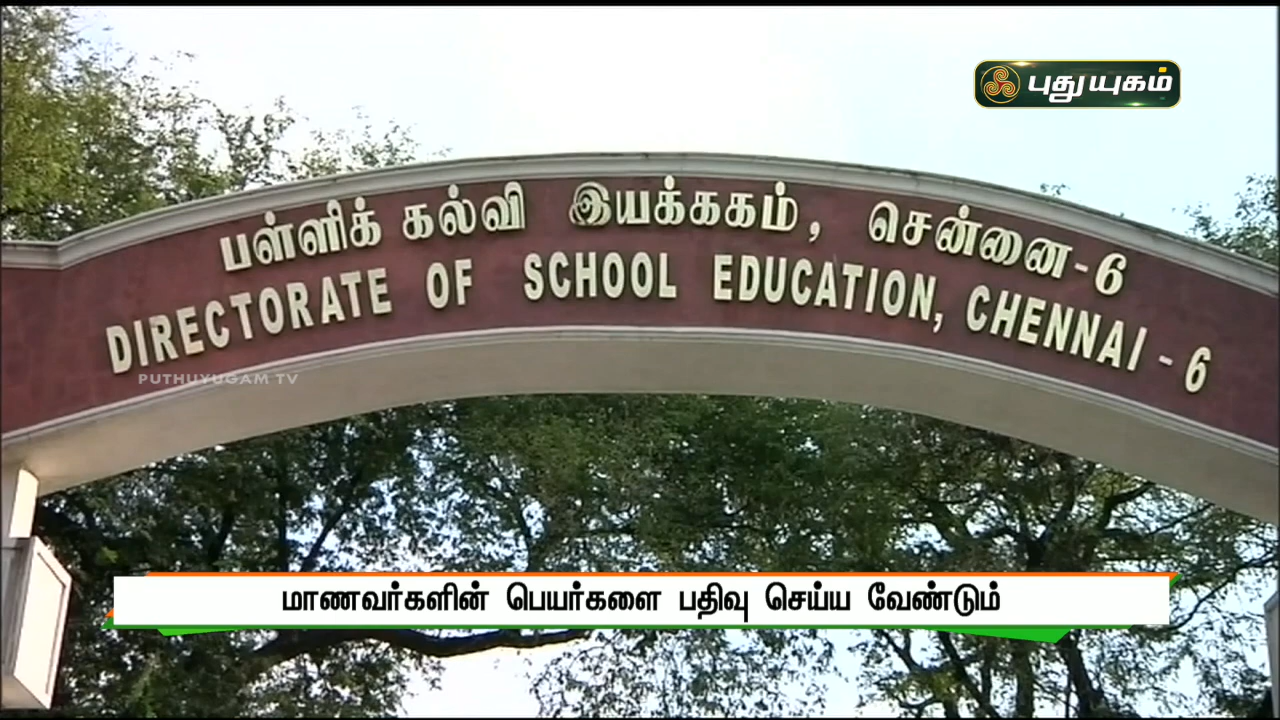 புதுயுகம்
பள்ளிக் கல்வி இயக்ககம், சென்னை-6
DIRECTORATE OF SCHOOL EDUCATION, CHENNAI - 6
PUTHUYUGAM TV
மாணவர்களின் பெயர்களை பதிவு செய்ய வேண்டும்